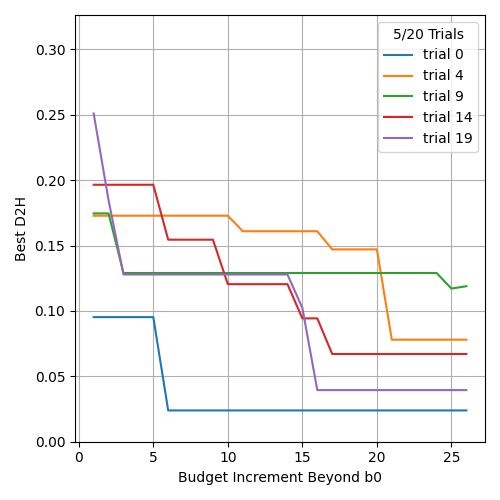 5/20 Trials
trial 0
trial 4
trial 9
trial 14
trial 19
0.30
0.25
0.20
0.15
0.10
0.05
0.00
Best D2H
0 5 10 15 20 25
Budget Increment Beyond b0